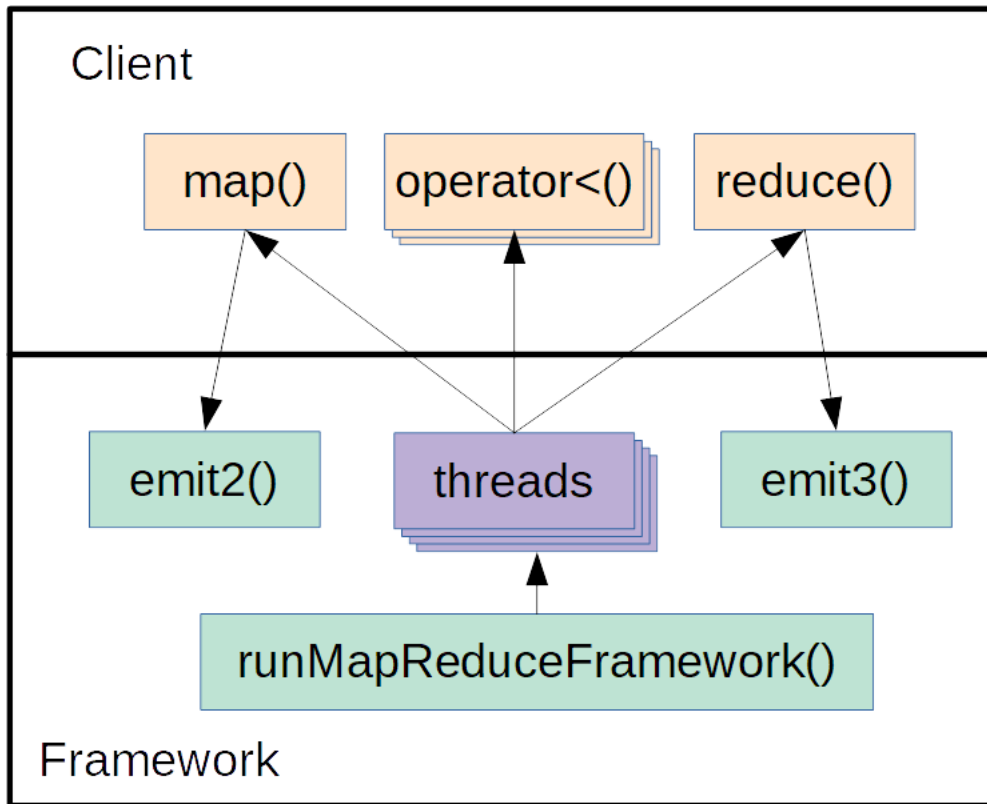 Client
map()
operator<()
reduce()
emit2()
threads
emit3()
runMapReduceFramework()
Framework